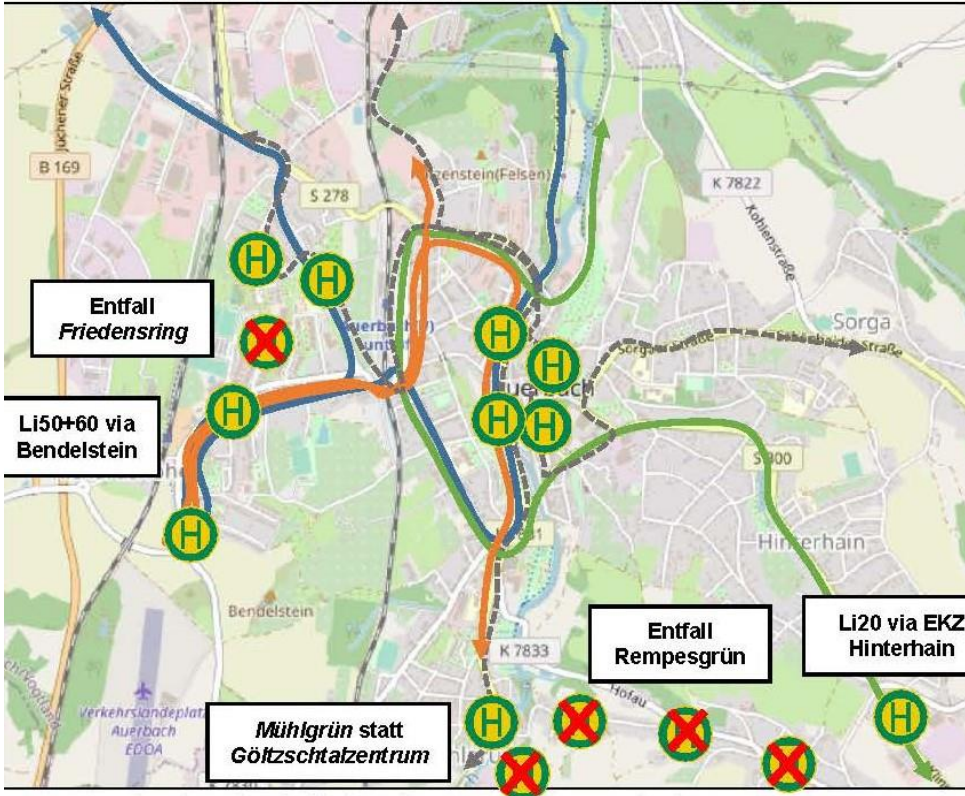 B 169
S 278
K 7822
Kohlenstraße
Sorga
H
H
Entfall
Friedensring
H
H
H
H
Li50+60 via
Bendelstein
H
H
S 300
Hinterhain
Bendelstein
K 7833
Entfall
Rempesgrün
Li20 via EKZ
Hinterhain
Hofau
Mühlgrün statt
Göltzschtalzentrum
H
H
Verkehrslandeplatz
Auerbach
EDOA